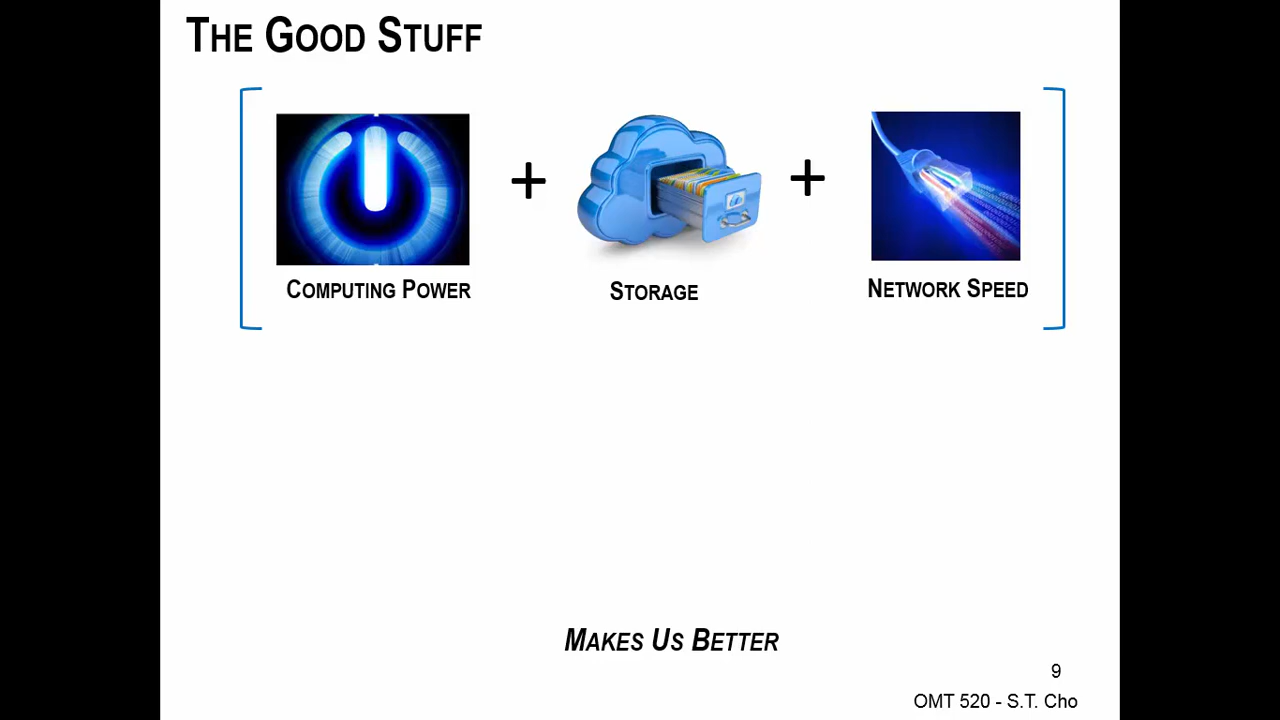 The Good Stuff
+
+
Computing Power
Storage
Network Speed
Makes Us Better
9
OMT 520 - S.T. Cho